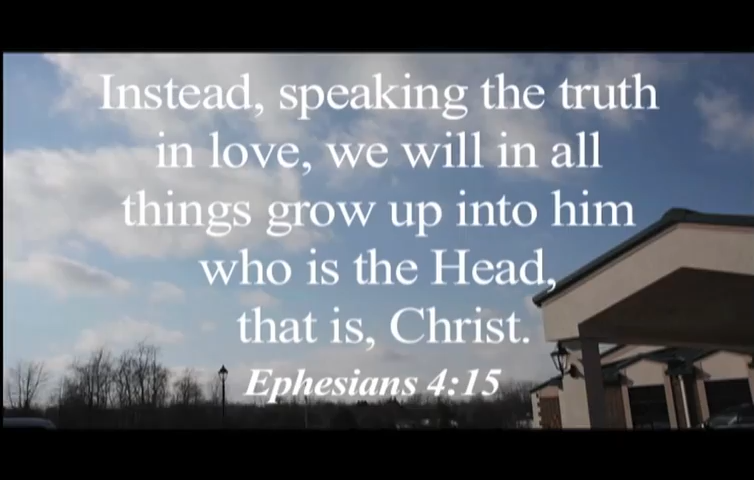 Instead, speaking the truth
in love, we will in all
things grow up into him
who is the Head,
that is, Christ.
Ephesians 4:15